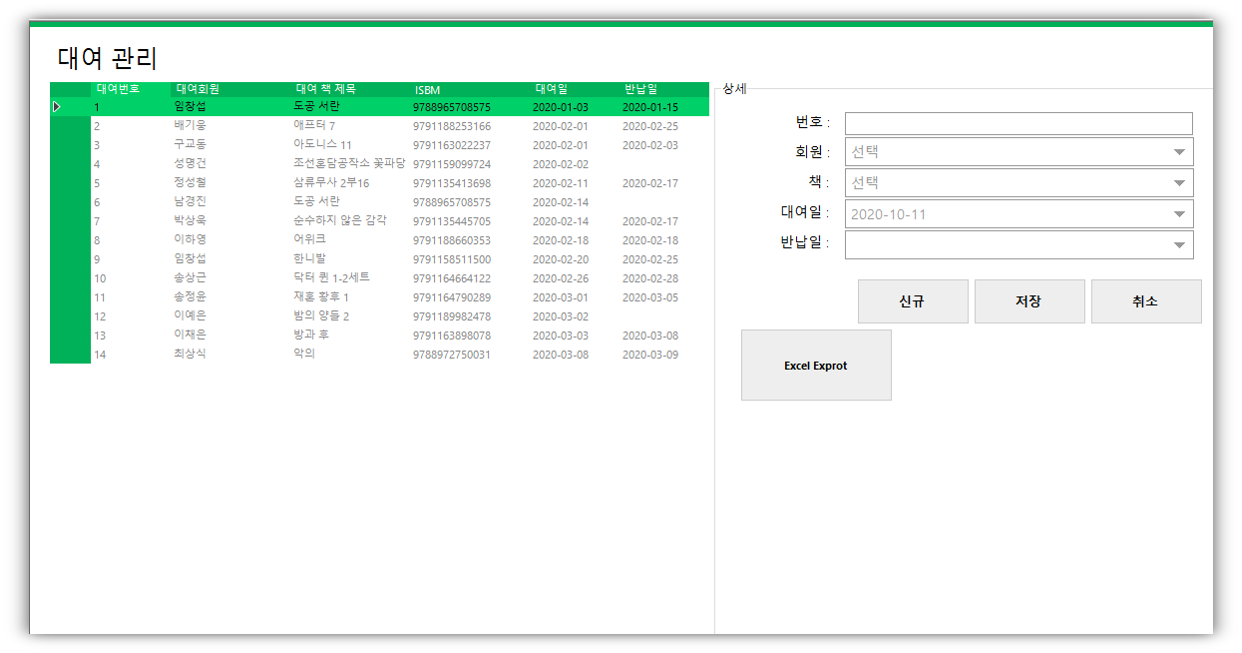 대여 관리
대여번호 대여회원 대여 책 제목 ISBM 대여일 반납일
1 임창섭 도공 서란 9788965708575 2020-01-03 2020-01-15
2 배기웅 애프터 7 9791188253166 2020-02-01 2020-02-25
3 구교동 아도니스 11 9791163022237 2020-02-01 2020-02-03
4 성명건 조선혼담공작소 꽃파당 9791159099724 2020-02-02
5 정성철 삼류무사 2부16 9791135413698 2020-02-11 2020-02-17
6 남경진 도공 서란 9788965708575 2020-02-14
7 박상욱 순수하지 않은 감각 9791135445705 2020-02-14 2020-02-17
8 이하영 어위크 9791188660353 2020-02-18 2020-02-18
9 임창섭 한니발 9791158511500 2020-02-20 2020-02-25
10 송상근 닥터 퀸 1-2세트 9791164664122 2020-02-26 2020-02-28
11 송정윤 재혼 황후 1 9791164790289 2020-03-01 2020-03-05
12 이예은 밤의 양들 2 9791189982478 2020-03-02
13 이채은 방과 후 9791163898078 2020-03-03 2020-03-08
14 최상식 악의 9788972750031 2020-03-08 2020-03-09
상세
번호 :
회원 : 선택
책 : 선택
대여일 : 2020-10-11
반납일 :
신규 저장 취소
Excel Exprot